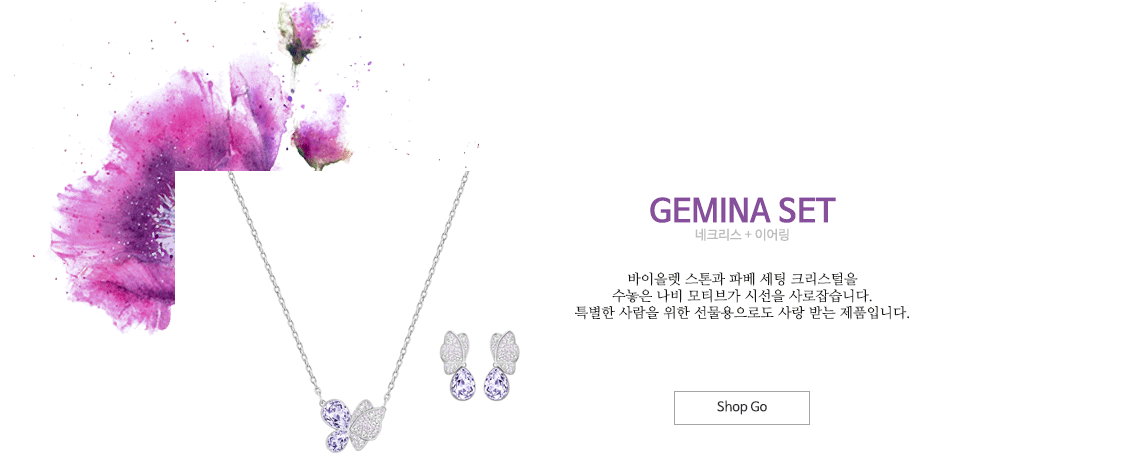 GEMINA SET
네크리스 + 이어링
바이올렛 스톤과 파베 세팅 크리스털을
수놓은 나비 모티브가 시선을 사로잡습니다.
특별한 사람을 위한 선물용으로도 사랑 받는 제품입니다.
Shop Go